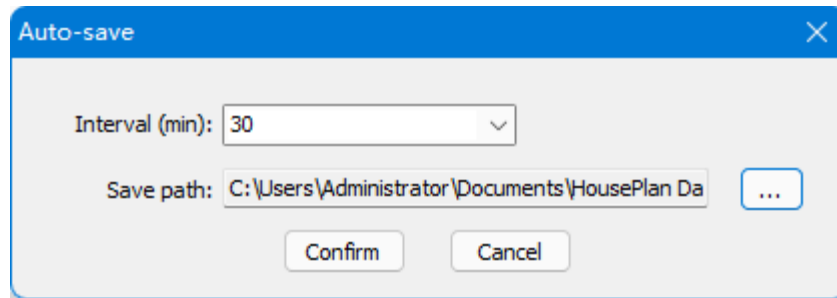 Auto-save
Interval (min): 30
Save path: C:\Users\Administrator\Documents\HousePlan Da ...
Confirm Cancel